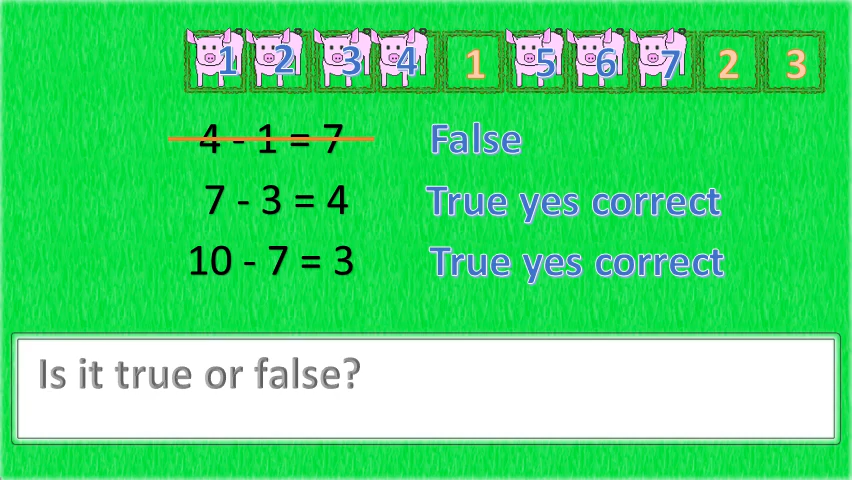 1 2 3 4 1 5 6 7 2 3
4 - 1 = 7 False
7 - 3 = 4 True yes correct
10 - 7 = 3 True yes correct
Is it true or false?